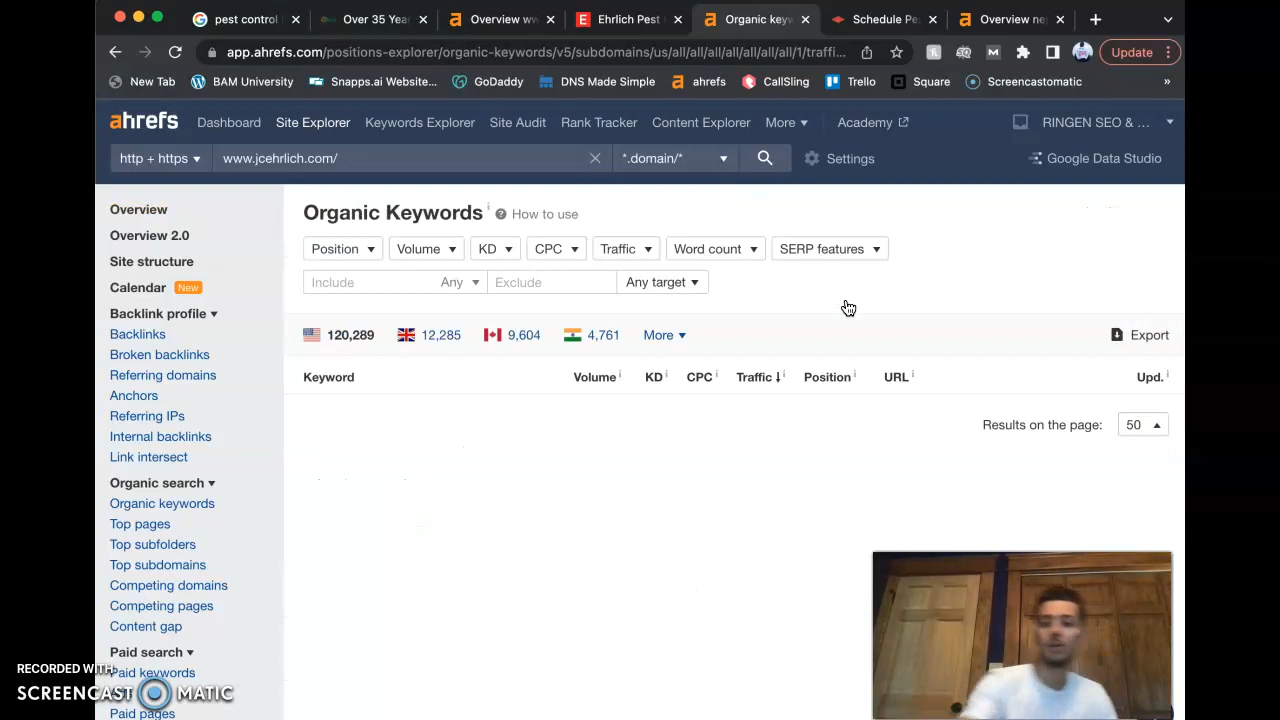 pest control
Over 35 Yea
Overview ww
Ehrlich Pest
Organic keyw
Schedule Pe
Overview ne
app.ahrefs.com/positions-explorer/organic-keywords/v5/subdomains/us/all/all/all/all/all/all/all/1/traffi...
Update
New Tab
BAM University
Snapps.ai Website...
GoDaddy
DNS Made Simple
ahrefs
CallSling
Trello
Square
Screencastomatic
»
ahrefs
Dashboard
Site Explorer
Keywords Explorer
Site Audit
Rank Tracker
Content Explorer
More
Academy
RINGEN SEO & ...
http + https
www.jcehrlich.com/
*.domain/*
Settings
Google Data Studio
Overview
Overview 2.0
Site structure
Calendar New
Backlink profile
Backlinks
Broken backlinks
Referring domains
Anchors
Referring IPs
Internal backlinks
Link intersect
Organic search
Organic keywords
Top pages
Top subfolders
Top subdomains
Competing domains
Competing pages
Content gap
Paid search
Paid keywords
Paid pages
Organic Keywords
How to use
Position
Volume
KD
CPC
Traffic
Word count
SERP features
Include
Any
Exclude
Any target
120,289
12,285
9,604
4,761
More
Export
Keyword
Volume
KD
CPC
Traffic
Position
URL
Upd.
Results on the page:
50
RECORDED WITH
SCREENCAST MATIC